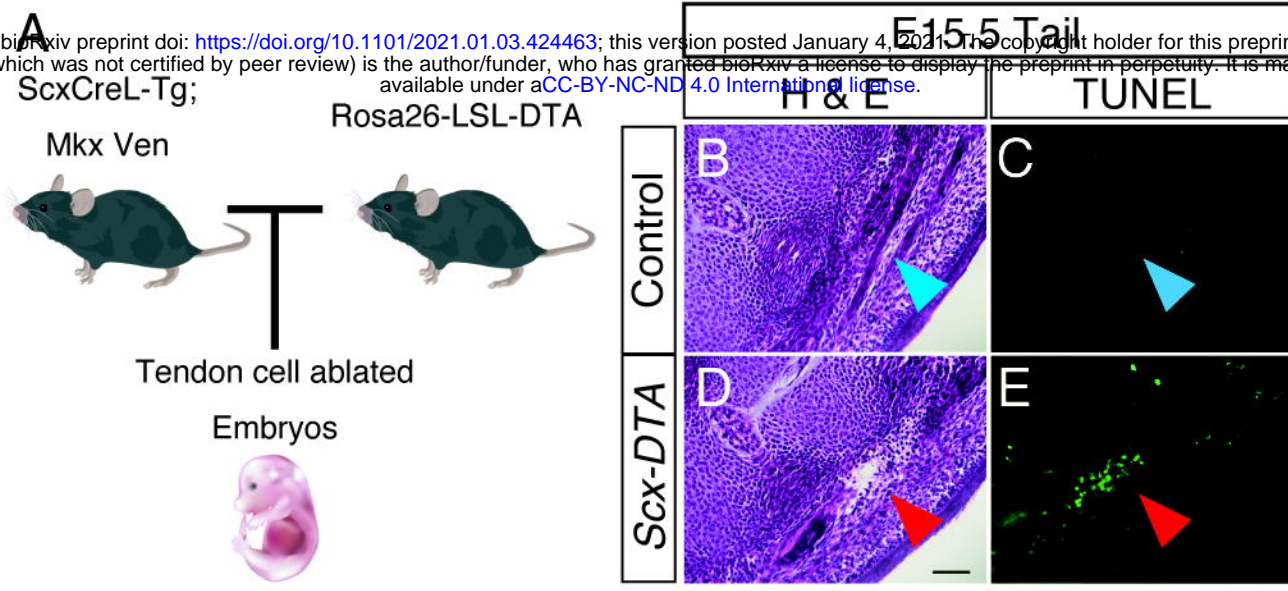 A
bioRxiv preprint doi: https://doi.org/10.1101/2021.01.03.424463; this version posted January 4, 2021. The copyright holder for this preprin
which was not certified by peer review) is the author/funder, who has granted bioRxiv a license to display the preprint in perpetuity. It is ma
available under aCC-BY-NC-ND 4.0 International license.
E15.5 Tail
H & E
TUNEL
ScxCreL-Tg;
Mkx Ven
Rosa26-LSL-DTA
Tendon cell ablated
Embryos
Control
B
C
Scx-DTA
D
E